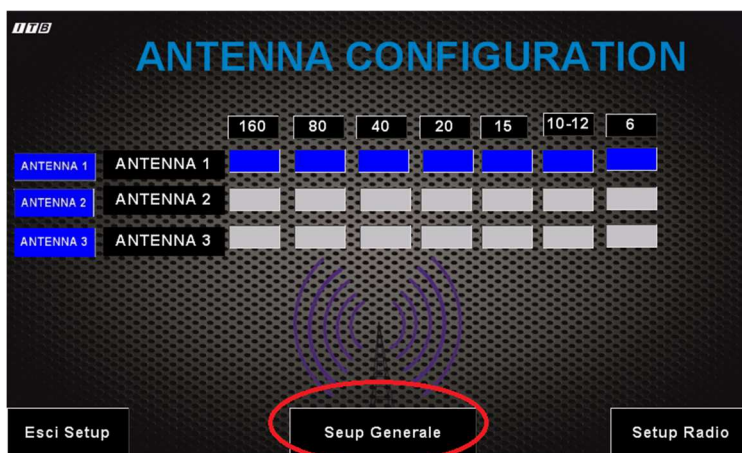 ITB
ANTENNA CONFIGURATION
160 80 40 20 15 10-12 6
ANTENNA 1 ANTENNA 1
ANTENNA 2 ANTENNA 2
ANTENNA 3 ANTENNA 3
Esci Setup Seup Generale Setup Radio